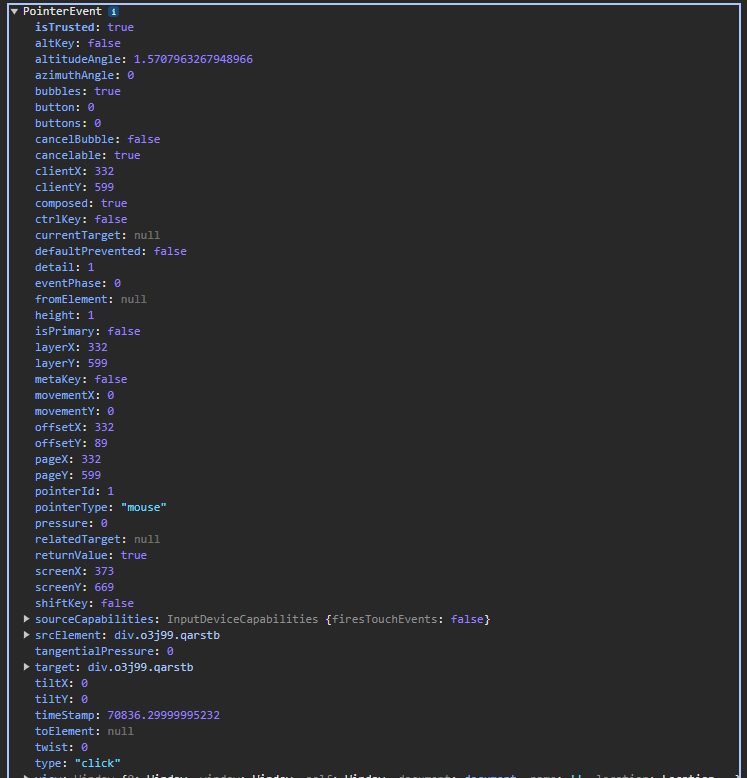 PointerEvent i
isTrusted: true
altKey: false
altitudeAngle: 1.5707963267948966
azimuthAngle: 0
bubbles: true
button: 0
buttons: 0
cancelBubble: false
cancelable: true
clientX: 332
clientY: 599
composed: true
ctrlKey: false
currentTarget: null
defaultPrevented: false
detail: 1
eventPhase: 0
fromElement: null
height: 1
isPrimary: false
layerX: 332
layerY: 599
metaKey: false
movementX: 0
movementY: 0
offsetX: 332
offsetY: 89
pageX: 332
pageY: 599
pointerId: 1
pointerType: "mouse"
pressure: 0
relatedTarget: null
returnValue: true
screenX: 373
screenY: 669
shiftKey: false
sourceCapabilities: InputDeviceCapabilities {firesTouchEvents: false}
srcElement: div.o3j99.qarstb
tangentialPressure: 0
target: div.o3j99.qarstb
tiltX: 0
tiltY: 0
timeStamp: 70836.29999995232
toElement: null
twist: 0
type: "click"